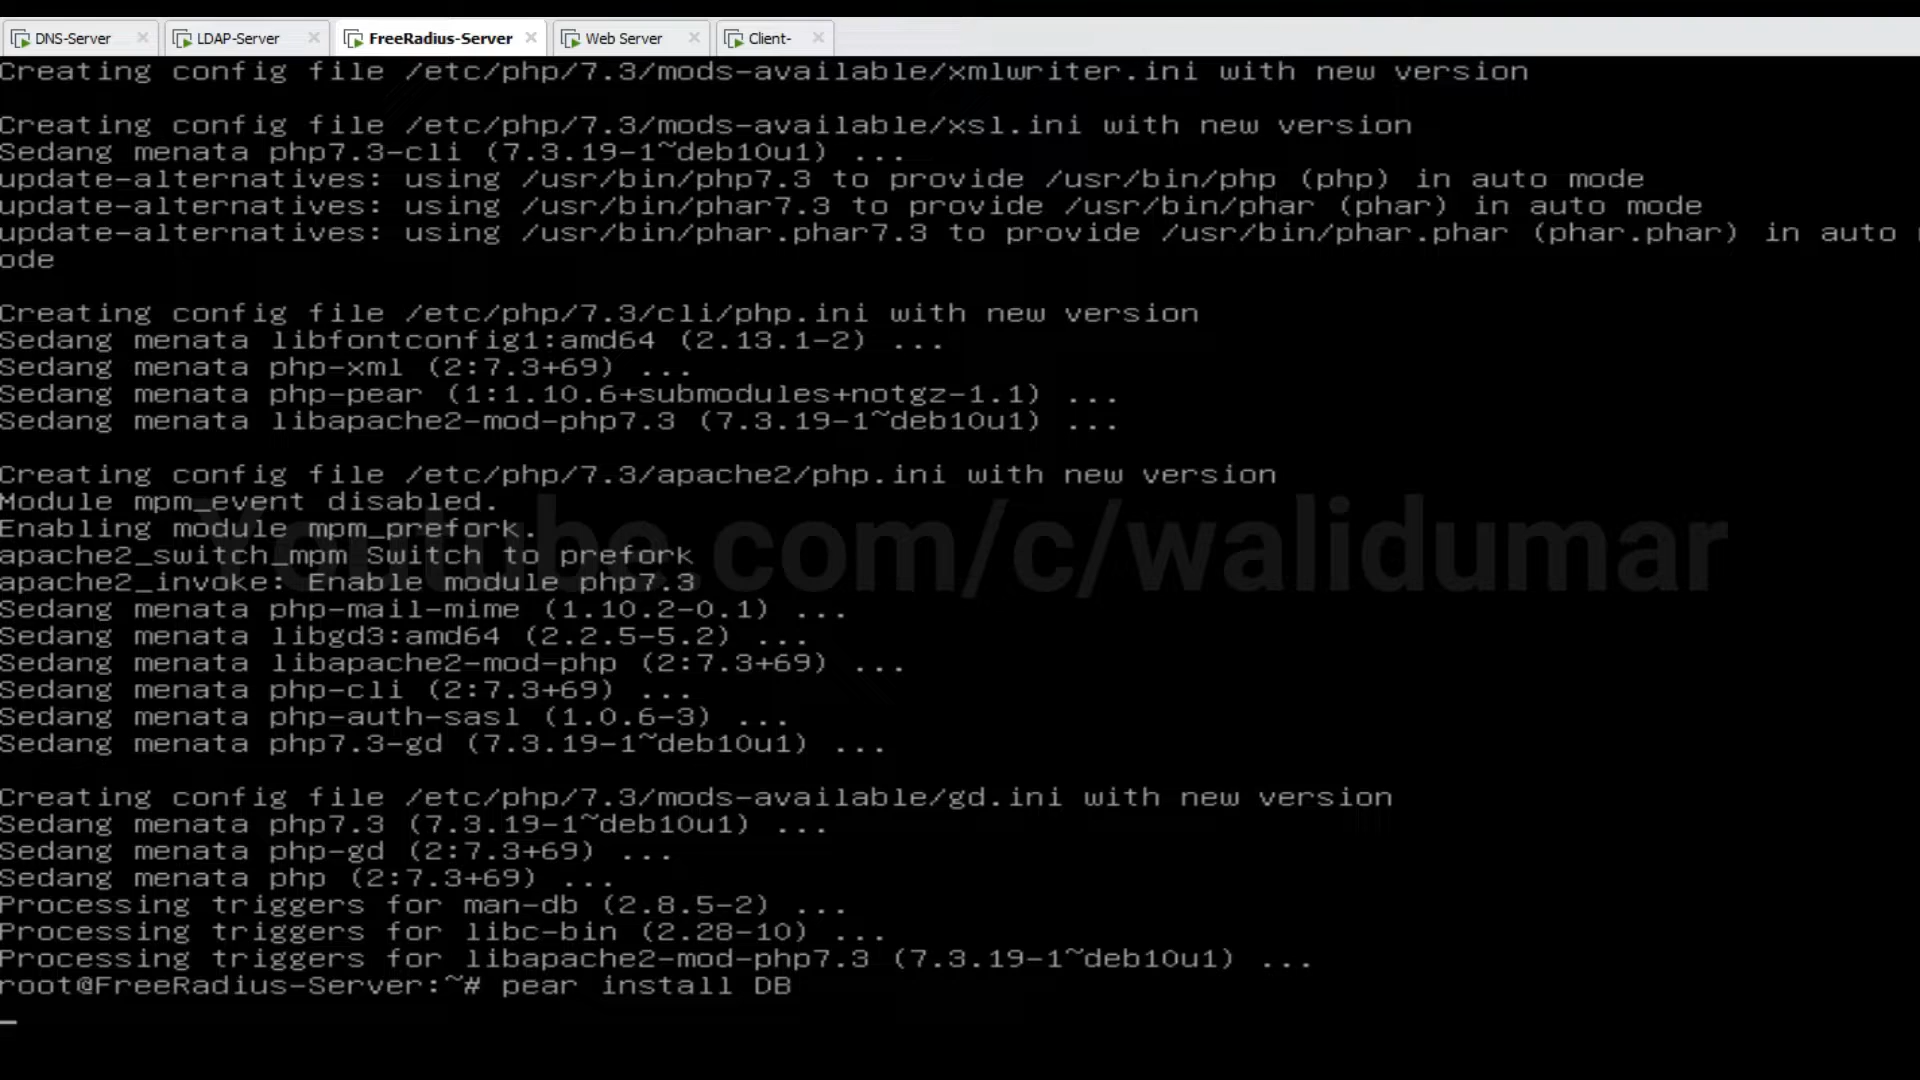 DNS-Server LDAP-Server FreeRadius-Server Web Server Client-
Creating config file /etc/php/7.3/mods-available/xmlwriter.ini with new version
Creating config file /etc/php/7.3/mods-available/xsl.ini with new version
Sedang menata php7.3-cli (7.3.19-1~deb10u1) ...
update-alternatives: using /usr/bin/php7.3 to provide /usr/bin/php (php) in auto mode
update-alternatives: using /usr/bin/phar7.3 to provide /usr/bin/phar (phar) in auto mode
update-alternatives: using /usr/bin/phar.phar7.3 to provide /usr/bin/phar.phar (phar.phar) in auto
ode
Creating config file /etc/php/7.3/cli/php.ini with new version
Sedang menata libfontconfig1:amd64 (2.13.1-2) ...
Sedang menata php-xml (2:7.3+69) ...
Sedang menata php-pear (1:1.10.6+submodules+notgz-1.1) ...
Sedang menata libapache2-mod-php7.3 (7.3.19-1~deb10u1) ...
Creating config file /etc/php/7.3/apache2/php.ini with new version
Module mpm_event disabled.
Enabling module mpm_prefork.
apache2_switch_mpm Switch to prefork
Youtube.com/c/walidumar
apache2_invoke: Enable module php7.3
Sedang menata php-mail-mime (1.10.2-0.1) ...
Sedang menata libgd3:amd64 (2.2.5-5.2) ...
Sedang menata libapache2-mod-php (2:7.3+69) ...
Sedang menata php-cli (2:7.3+69) ...
Sedang menata php-auth-sasl (1.0.6-3) ...
Sedang menata php7.3-gd (7.3.19-1~deb10u1) ...
Creating config file /etc/php/7.3/mods-available/gd.ini with new version
Sedang menata php7.3 (7.3.19-1~deb10u1) ...
Sedang menata php-gd (2:7.3+69) ...
Sedang menata php (2:7.3+69) ...
Processing triggers for man-db (2.8.5-2) ...
Processing triggers for libc-bin (2.28-10) ...
Processing triggers for libapache2-mod-php7.3 (7.3.19-1~deb10u1) ...
root@FreeRadius-Server:~# pear install DB